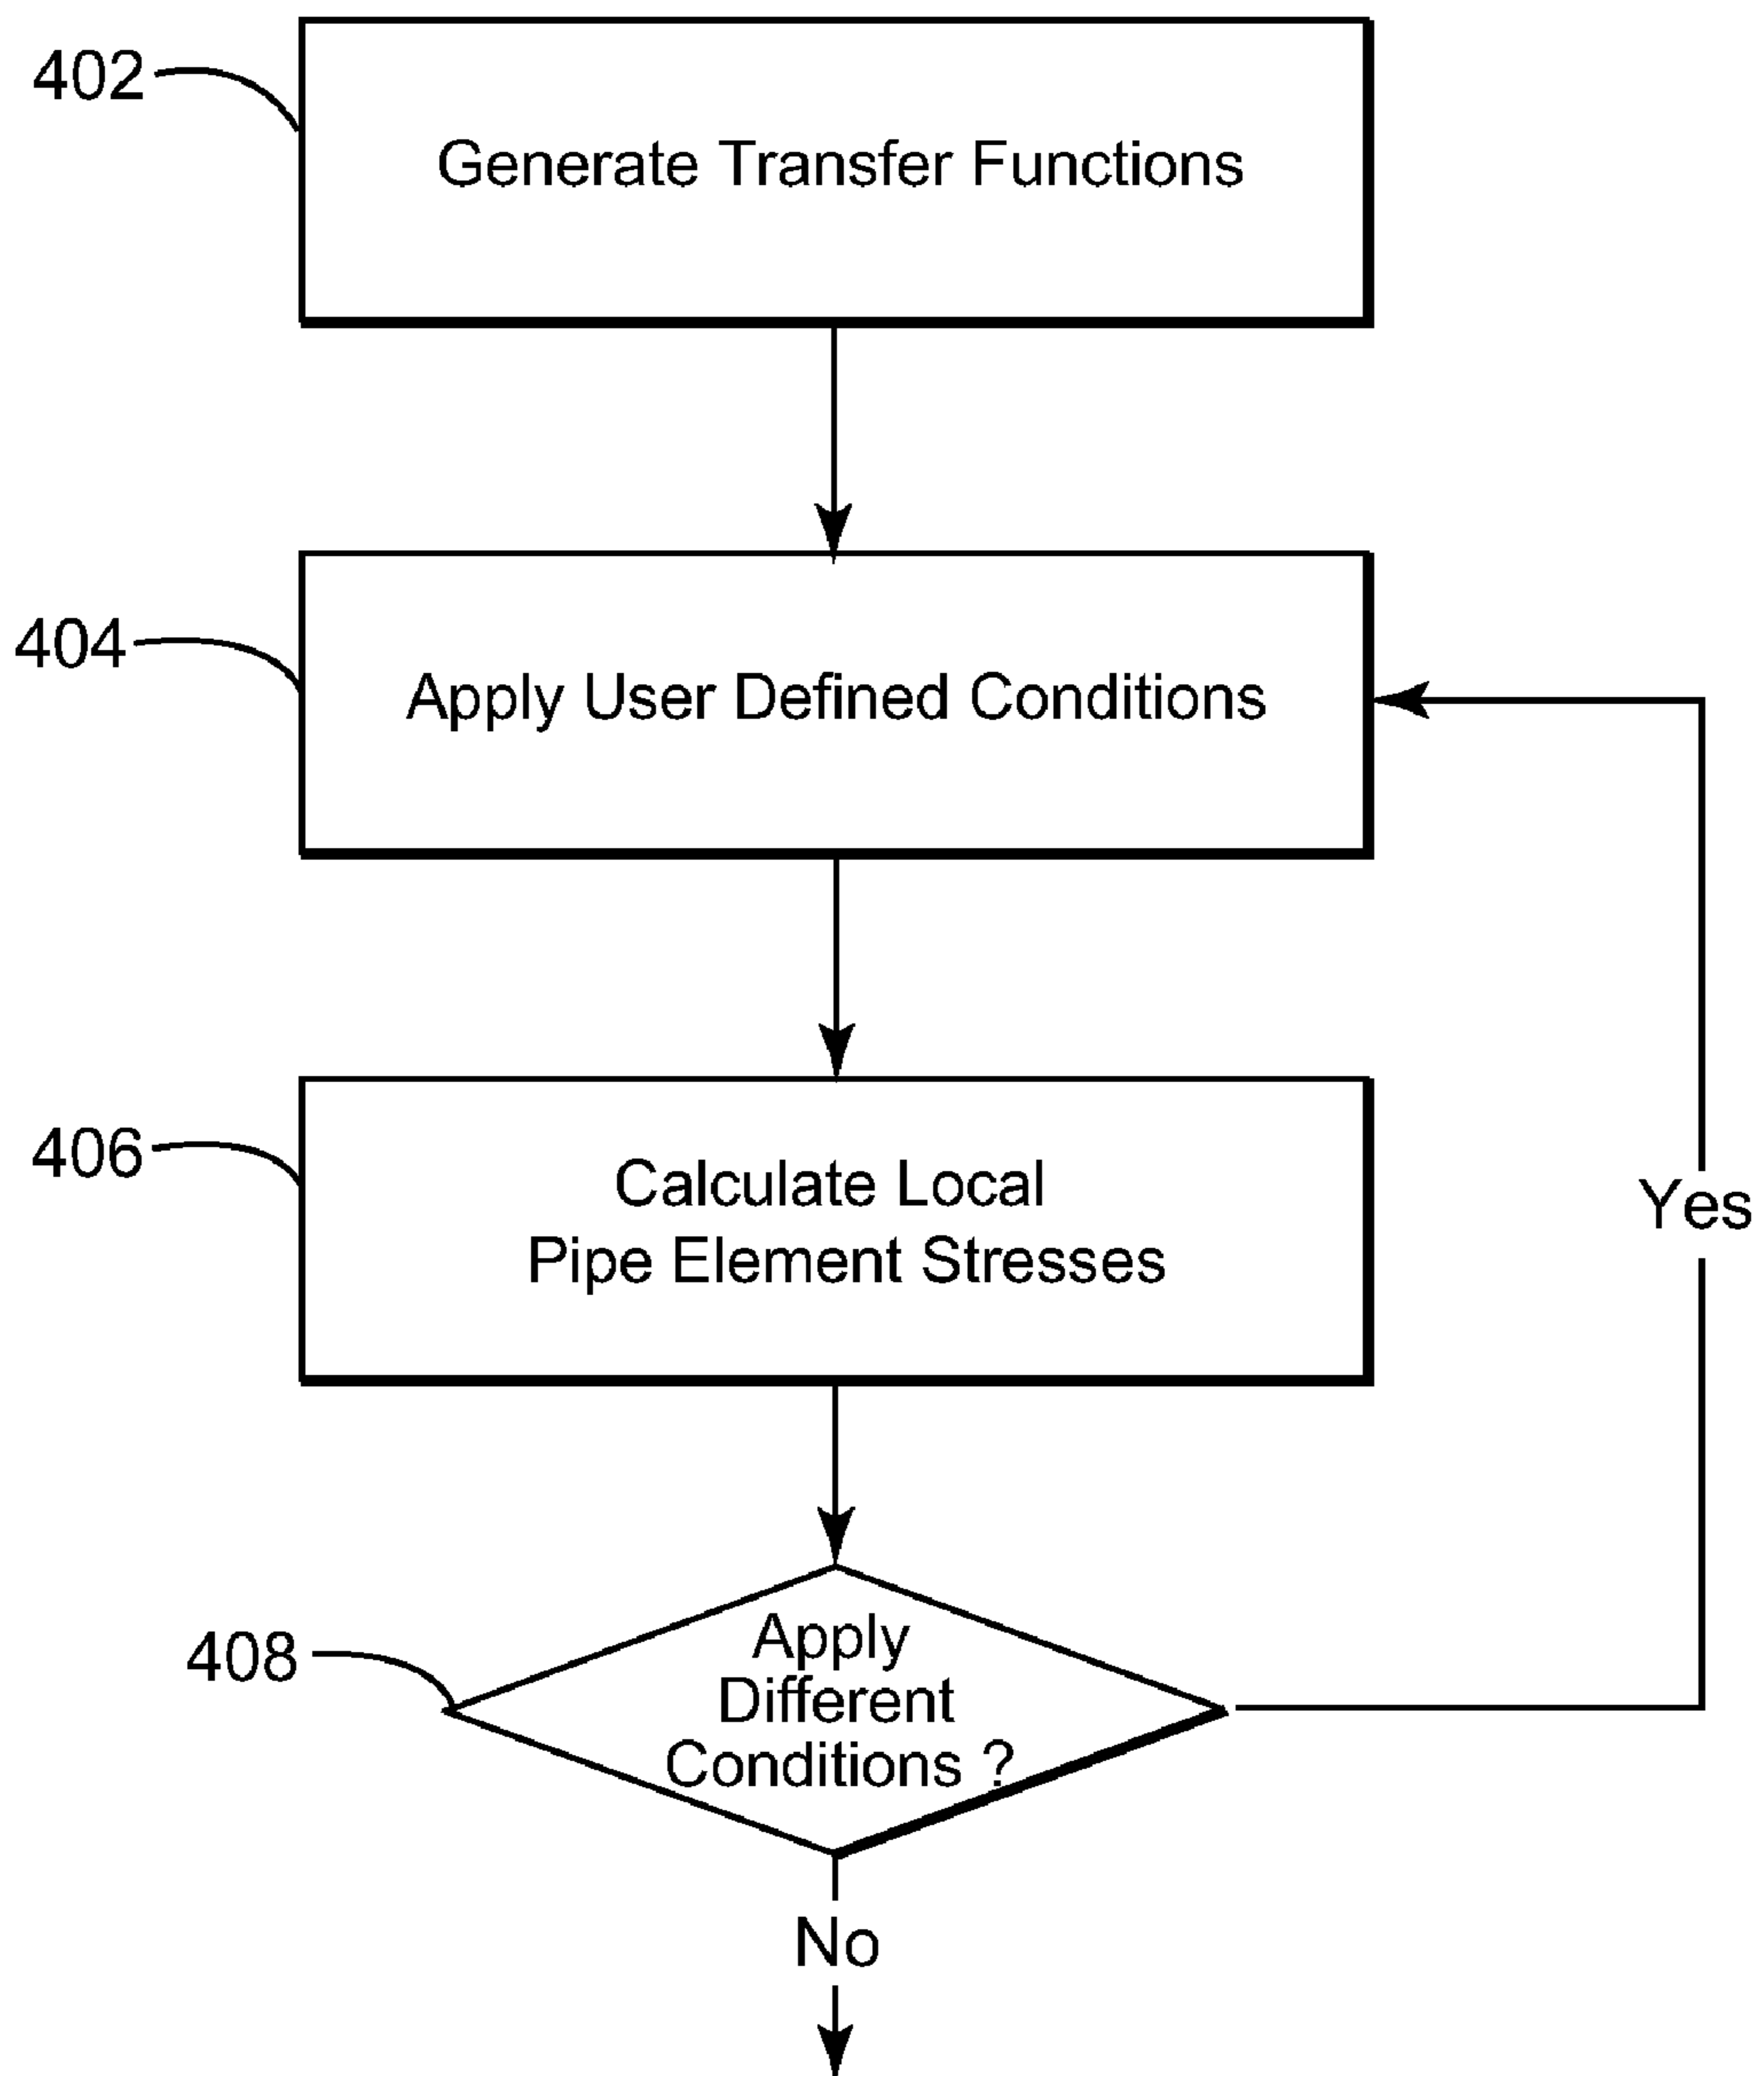 402
Generate Transfer Functions
404
Apply User Defined Conditions
406
Calculate Local
Pipe Element Stresses
Yes
408
Apply
Different
Conditions ?
No